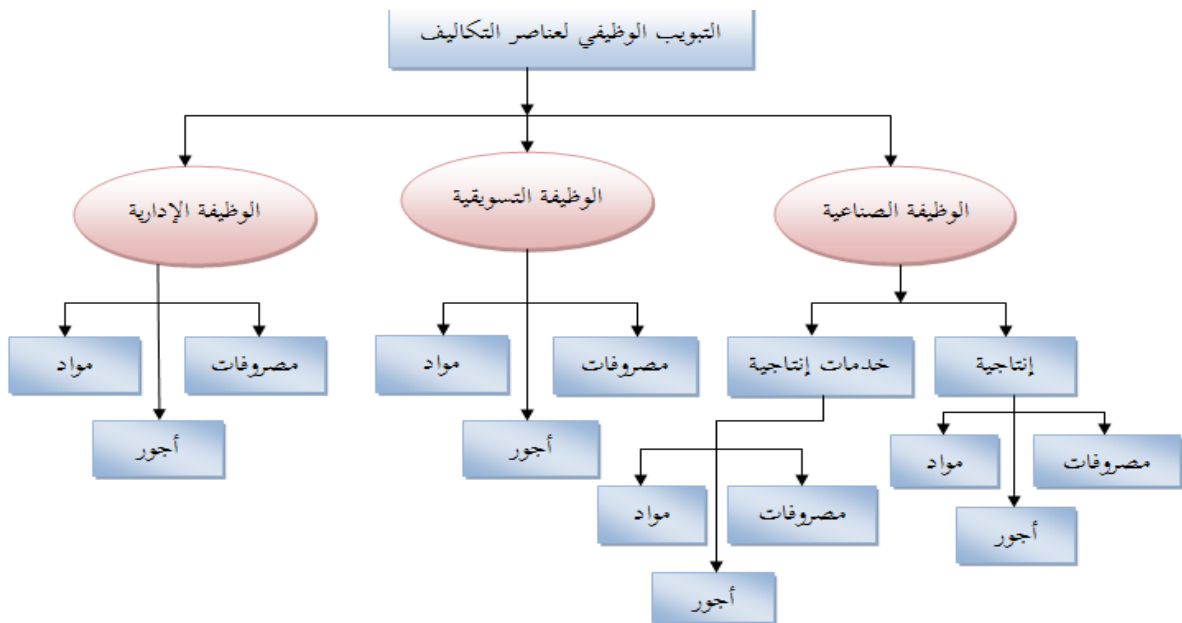 التبويب الوظيفي لعناصر التكاليف
الوظيفة الصناعية
الوظيفة التسويقية
الوظيفة الإدارية
إنتاجية
خدمات إنتاجية
مصروفات
مواد
مصروفات
مواد
أجور
أجور
مصروفات
مواد
مصروفات
مواد
أجور
أجور